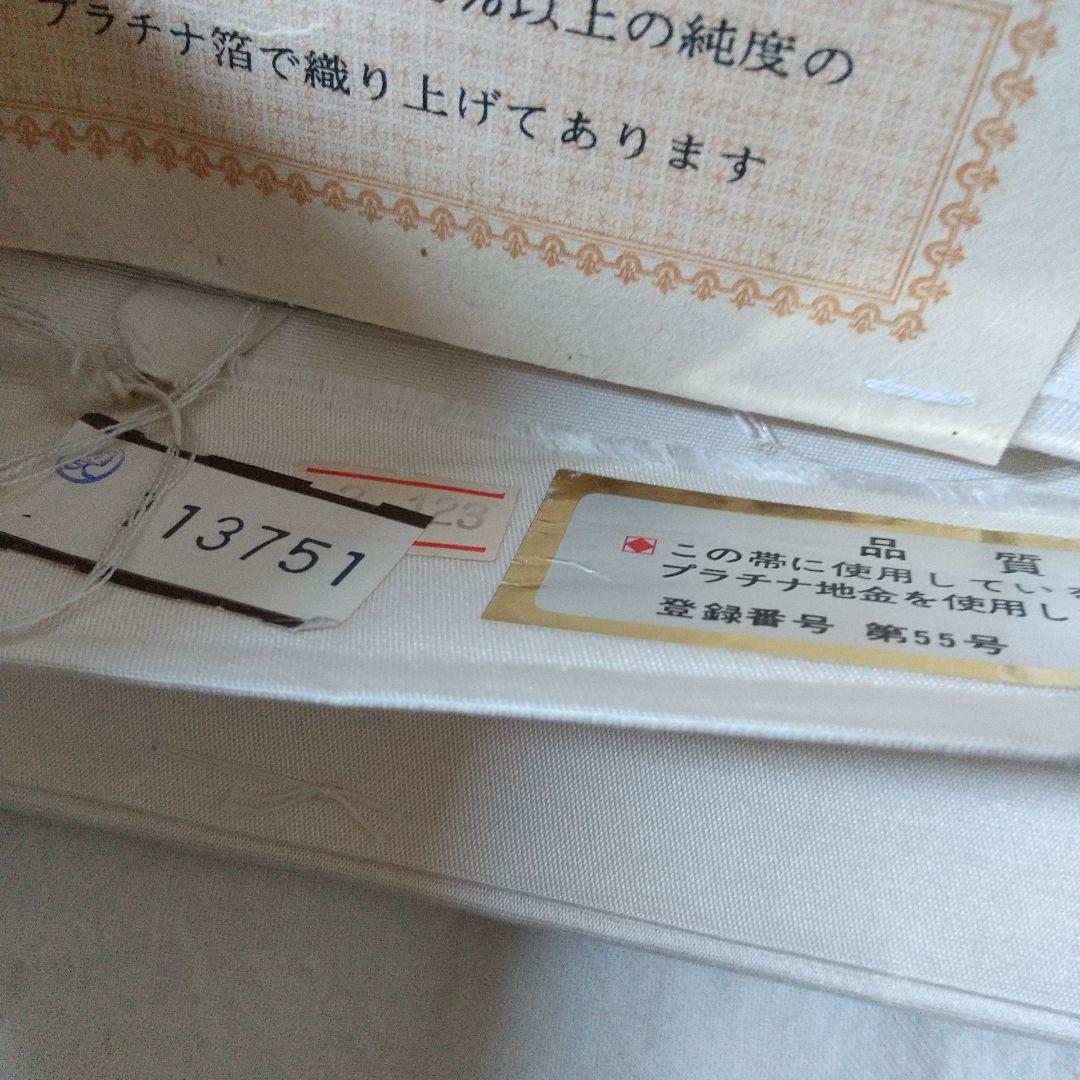 %以上の純度の
プラチナ箔で織り上げてあります
13751
123
品質
この帯に使用してい
プラチナ地金を使用し
登録番号 第55号